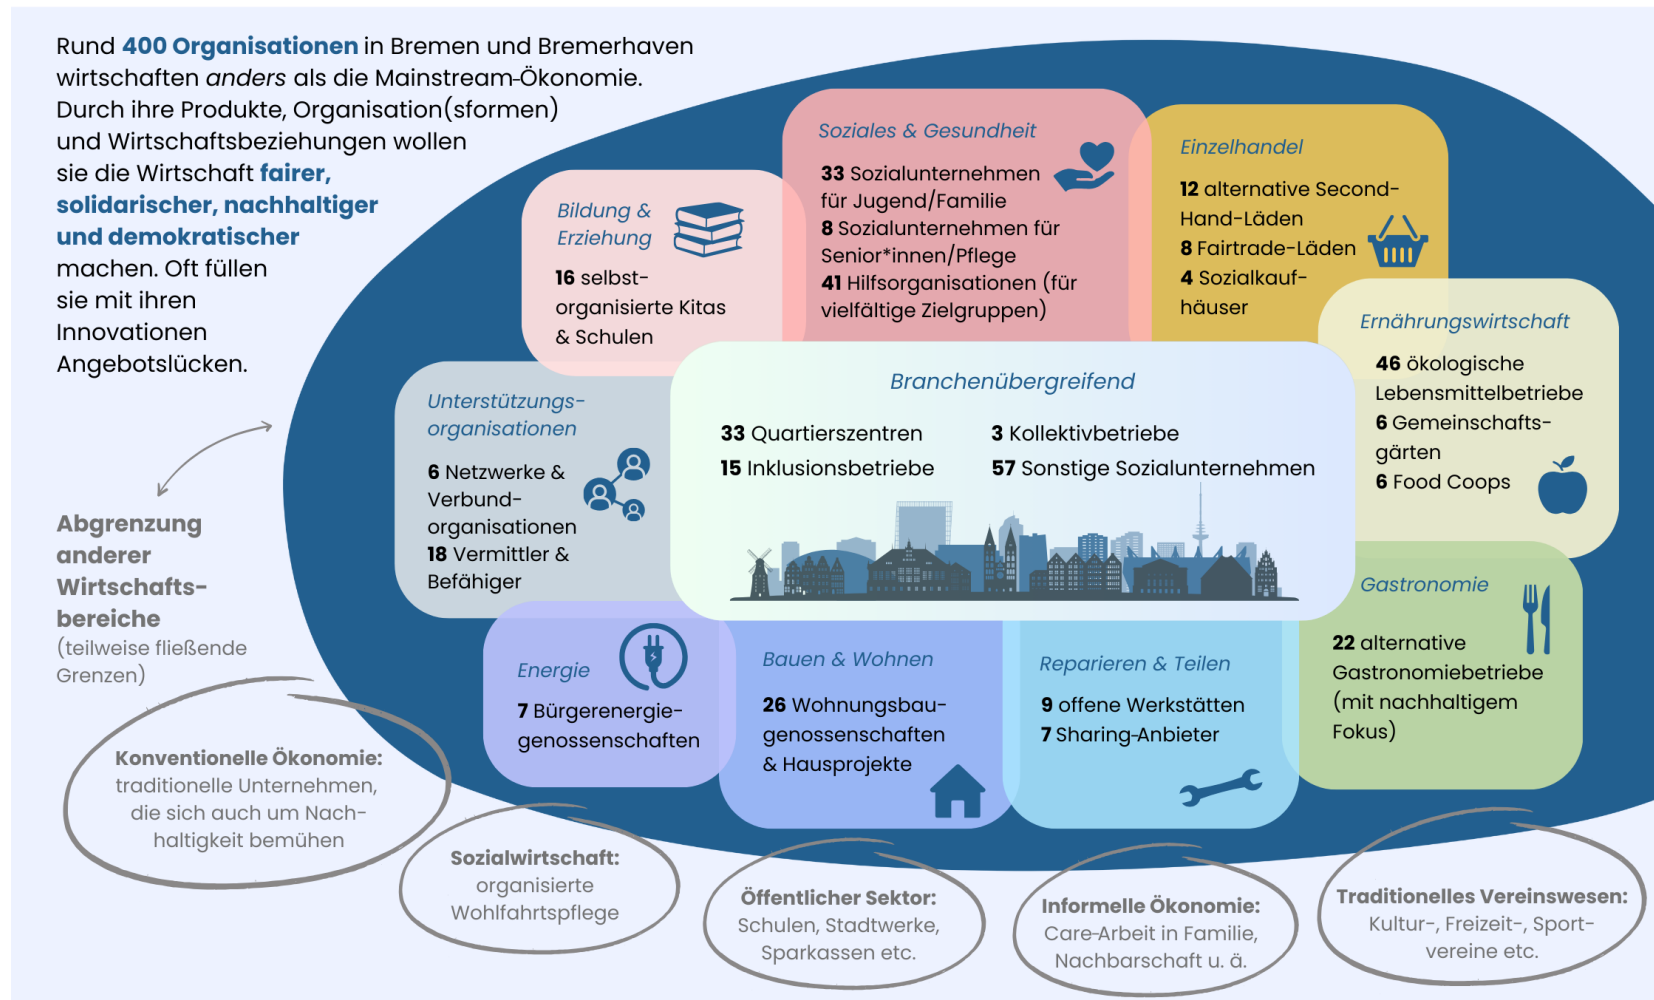 Rund 400 Organisationen in Bremen und Bremerhaven
wirtschaften anders als die Mainstream-Ökonomie.
Durch ihre Produkte, Organisation(sformen)
und Wirtschaftsbeziehungen wollen
sie die Wirtschaft fairer,
solidarischer, nachhaltiger
und demokratischer
machen. Oft füllen
sie mit ihren
Innovationen
Angebotslücken.
Bildung &
Erziehung
16 selbst-
organisierte Kitas
& Schulen
Soziales & Gesundheit
33 Sozialunternehmen
für Jugend/Familie
8 Sozialunternehmen für
Senior*innen/Pflege
41 Hilfsorganisationen (für
vielfältige Zielgruppen)
Einzelhandel
12 alternative Second-
Hand-Läden
8 Fairtrade-Läden
4 Sozialkauf-
häuser
Ernährungswirtschaft
46 ökologische
Lebensmittelbetriebe
6 Gemeinschafts-
gärten
6 Food Coops
Unterstützungs-
organisationen
6 Netzwerke &
Verbund-
organisationen
18 Vermittler &
Befähiger
Branchenübergreifend
33 Quartierszentren
15 Inklusionsbetriebe
3 Kollektivbetriebe
57 Sonstige Sozialunternehmen
Gastronomie
22 alternative
Gastronomiebetriebe
(mit nachhaltigem
Fokus)
Energie
7 Bürgerenergie-
genossenschaften
Bauen & Wohnen
26 Wohnungsbau-
genossenschaften
& Hausprojekte
Reparieren & Teilen
9 offene Werkstätten
7 Sharing-Anbieter
Abgrenzung
anderer
Wirtschafts-
bereiche
(teilweise fließende
Grenzen)
Konventionelle Ökonomie:
traditionelle Unternehmen,
die sich auch um Nach-
haltigkeit bemühen
Sozialwirtschaft:
organisierte
Wohlfahrtspflege
Öffentlicher Sektor:
Schulen, Stadtwerke,
Sparkassen etc.
Informelle Ökonomie:
Care-Arbeit in Familie,
Nachbarschaft u. ä.
Traditionelles Vereinswesen:
Kultur-, Freizeit-, Sport-
vereine etc.